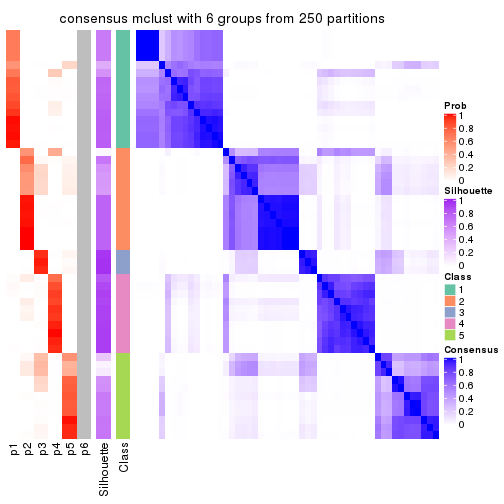 consensus mclust with 6 groups from 250 partitions
Prob
1
0.8
0.6
0.4
0.2
0
Silhouette
1
0.8
0.6
0.4
0.2
0
Class
1
2
3
4
5
Consensus
1
0.8
0.6
0.4
0.2
0
p1
p2
p3
p4
p5
p6
Silhouette
Class